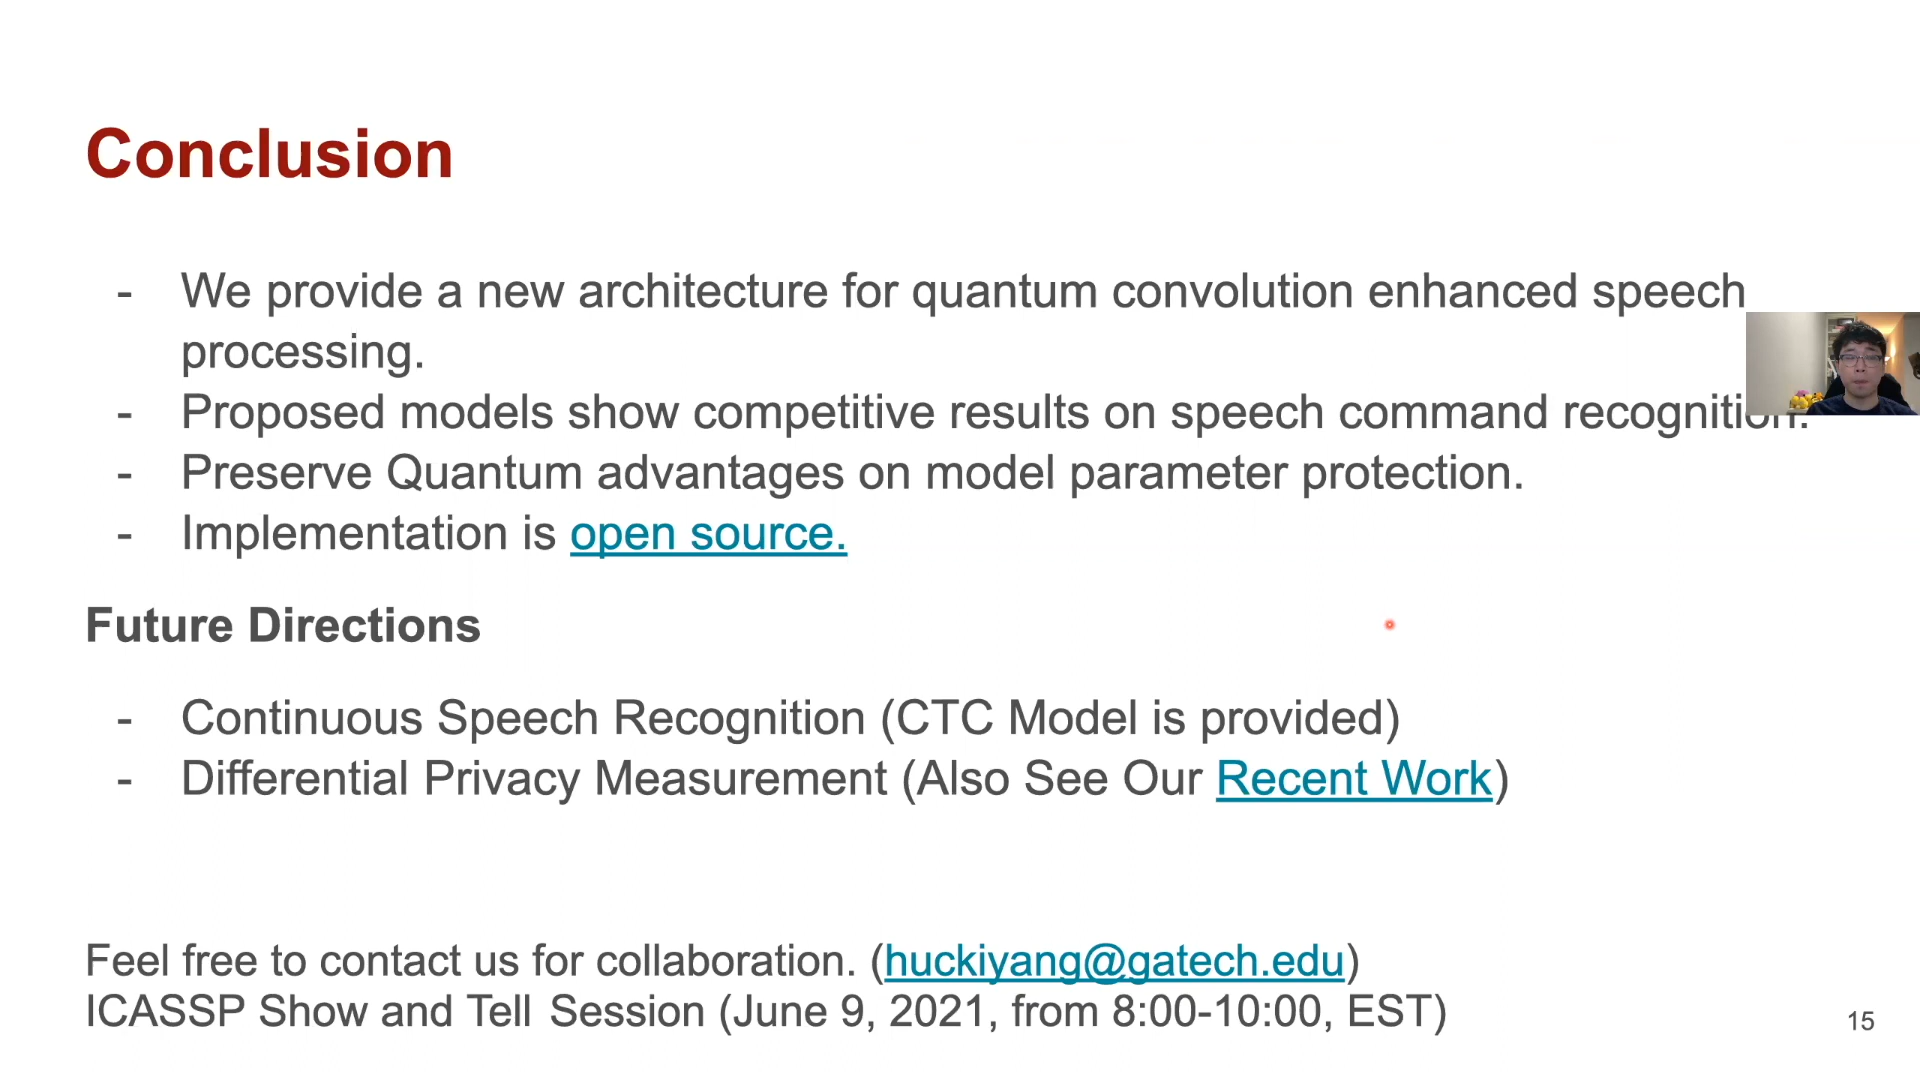 Conclusion
- We provide a new architecture for quantum convolution enhanced speech
processing.
- Proposed models show competitive results on speech command recognition.
- Preserve Quantum advantages on model parameter protection.
- Implementation is open source.
Future Directions
- Continuous Speech Recognition (CTC Model is provided)
- Differential Privacy Measurement (Also See Our Recent Work)
Feel free to contact us for collaboration. (huckiyang@gatech.edu)
ICASSP Show and Tell Session (June 9, 2021, from 8:00-10:00, EST)
15